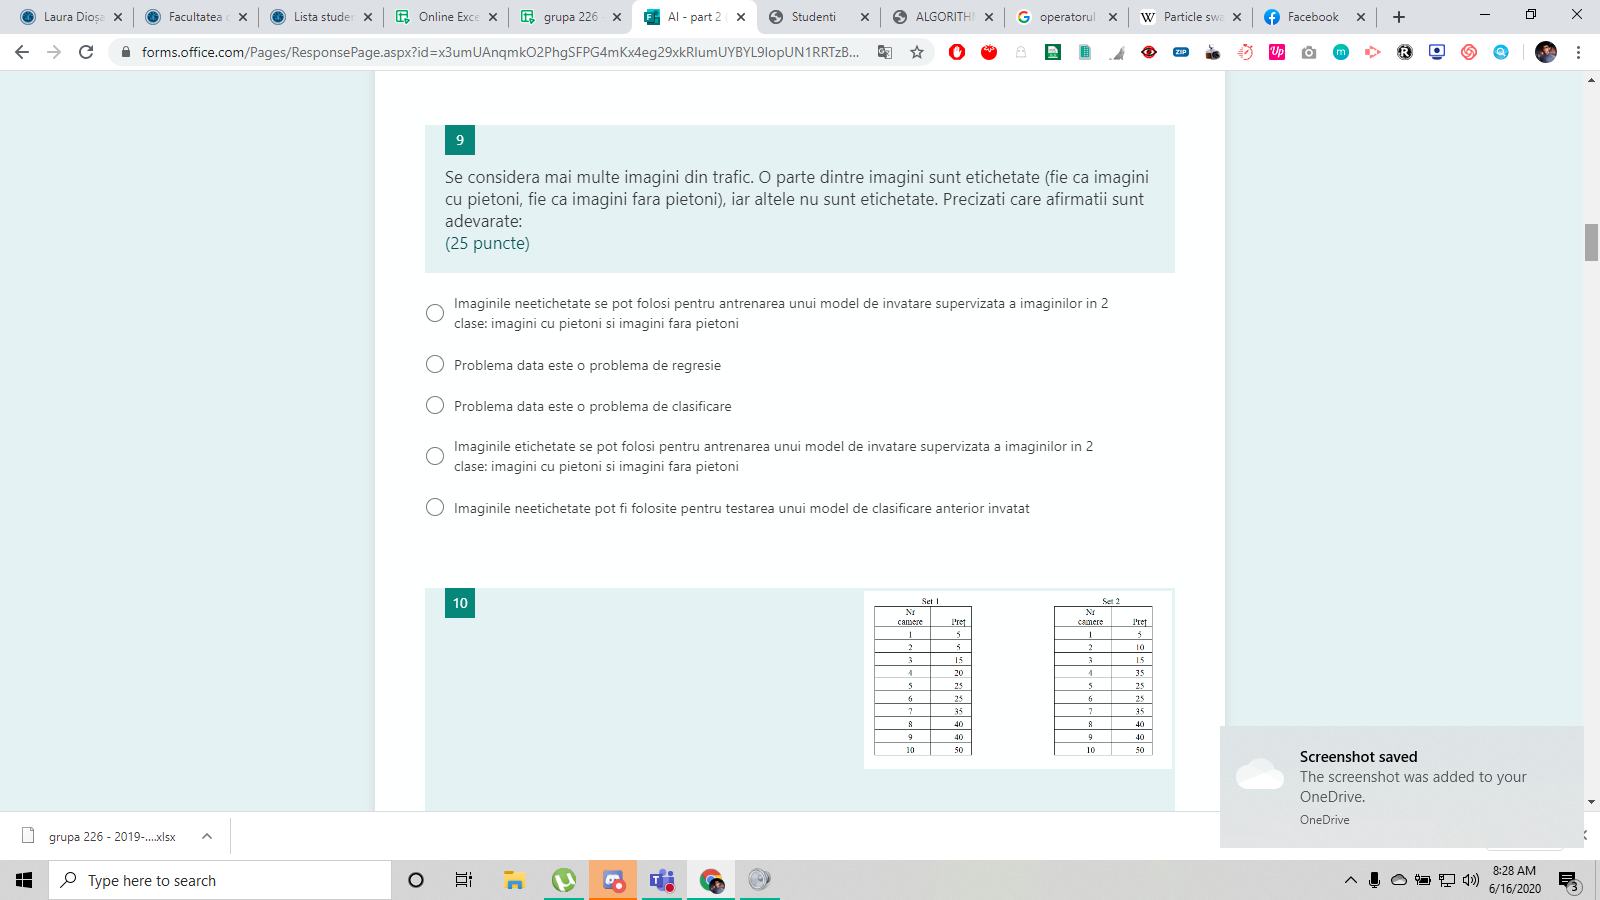 Laura Dioșa
Facultatea c
Lista studer
Online Exce
grupa 226
AI - part 2
Studenti
ALGORITH
operatorul
Particle swa
Facebook
forms.office.com/Pages/ResponsePage.aspx?id=x3umUAnqmkO2PhgSFPG4mKx4eg29xkRIumUYBYL9IopUN1RRTzB...
9
Se considera mai multe imagini din trafic. O parte dintre imagini sunt etichetate (fie ca imagini
cu pietoni, fie ca imagini fara pietoni), iar altele nu sunt etichetate. Precizati care afirmatii sunt
adevarate:
(25 puncte)
Imaginile neetichetate se pot folosi pentru antrenarea unui model de invatare supervizata a imaginilor in 2
clase: imagini cu pietoni si imagini fara pietoni
Problema data este o problema de regresie
Problema data este o problema de clasificare
Imaginile etichetate se pot folosi pentru antrenarea unui model de invatare supervizata a imaginilor in 2
clase: imagini cu pietoni si imagini fara pietoni
Imaginile neetichetate pot fi folosite pentru testarea unui model de clasificare anterior invatat
10
Set 1
Nr
camere Preț
1 5
2 5
3 15
4 20
5 25
6 25
7 35
8 40
9 40
10 50
Set 2
Nr
camere Preț
1 5
2 10
3 15
4 35
5 25
6 25
7 35
8 40
9 40
10 50
Screenshot saved
The screenshot was added to your
OneDrive.
OneDrive
grupa 226 - 2019-....xlsx
Type here to search
8:28 AM
6/16/2020
3